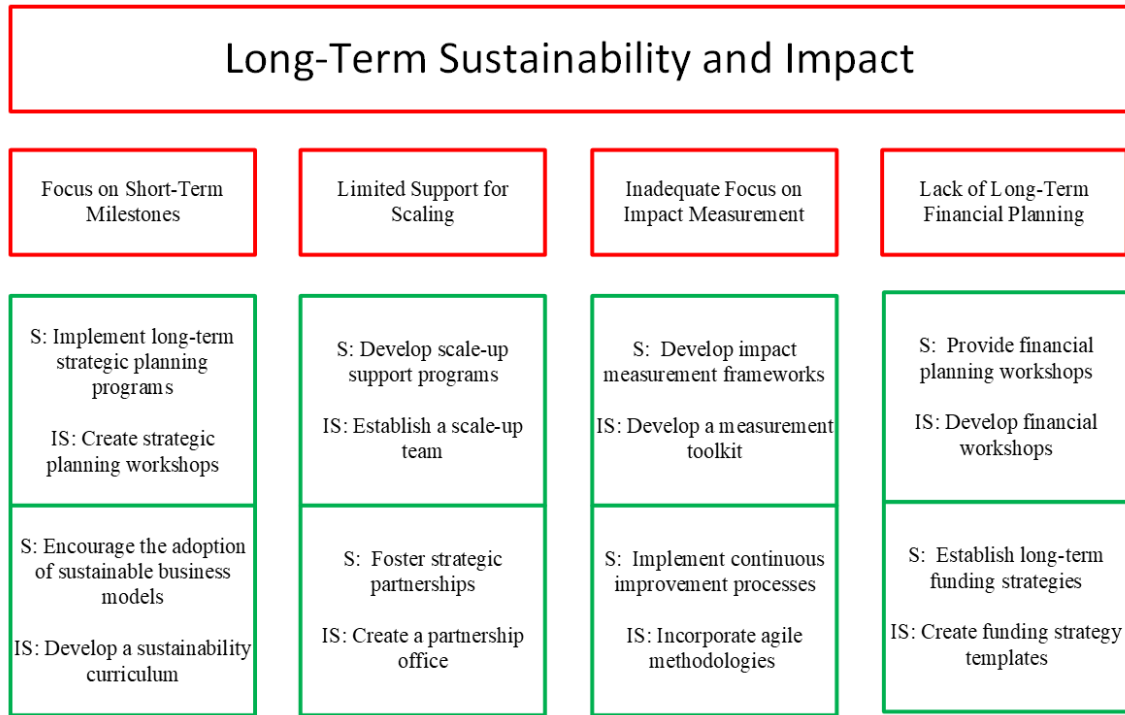 Long-Term Sustainability and Impact
Focus on Short-Term
Milestones
Limited Support for
Scaling
Inadequate Focus on
Impact Measurement
Lack of Long-Term
Financial Planning
S: Implement long-term
strategic planning
programs
IS: Create strategic
planning workshops
S: Develop scale-up
support programs
IS: Establish a scale-up
team
S: Develop impact
measurement frameworks
IS: Develop a measurement
toolkit
S: Provide financial
planning workshops
IS: Develop financial
workshops
S: Encourage the adoption
of sustainable business
models
IS: Develop a sustainability
curriculum
S: Foster strategic
partnerships
IS: Create a partnership
office
S: Implement continuous
improvement processes
IS: Incorporate agile
methodologies
S: Establish long-term
funding strategies
IS: Create funding strategy
templates